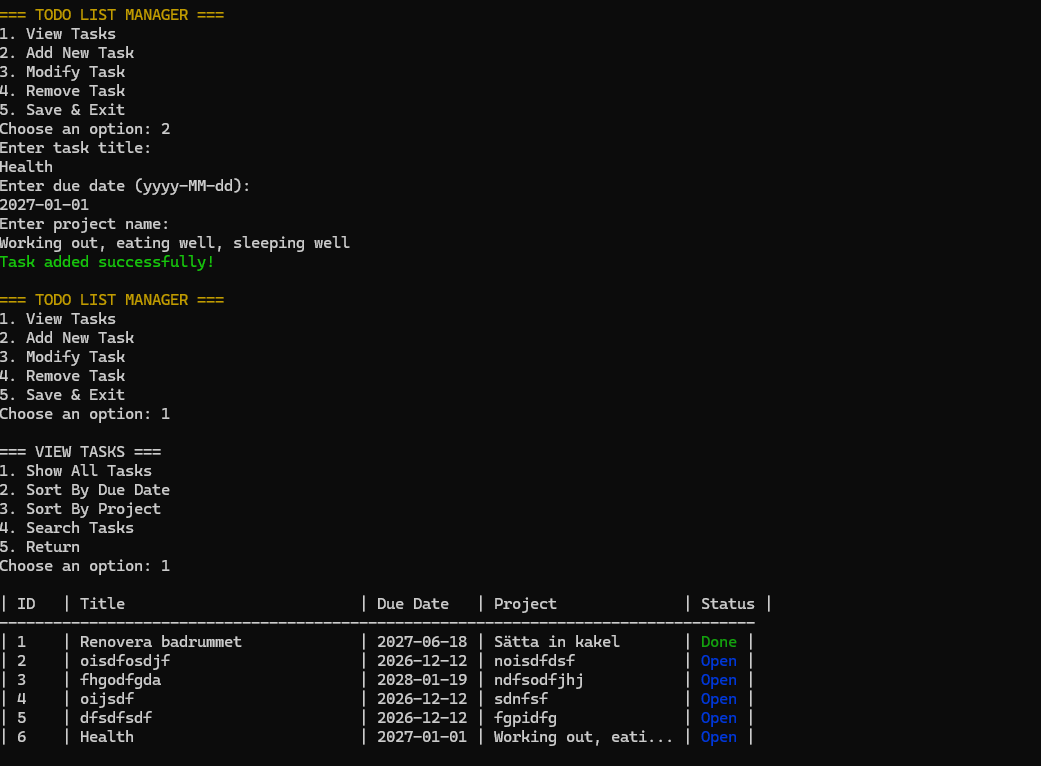 === TODO LIST MANAGER ===
1. View Tasks
2. Add New Task
3. Modify Task
4. Remove Task
5. Save & Exit
Choose an option: 2
Enter task title:
Health
Enter due date (yyyy-MM-dd):
2027-01-01
Enter project name:
Working out, eating well, sleeping well
Task added successfully!

=== TODO LIST MANAGER ===
1. View Tasks
2. Add New Task
3. Modify Task
4. Remove Task
5. Save & Exit
Choose an option: 1

=== VIEW TASKS ===
1. Show All Tasks
2. Sort By Due Date
3. Sort By Project
4. Search Tasks
5. Return
Choose an option: 1

| ID   | Title                          | Due Date   | Project              | Status |
------------------------------------------------------------------------------------
| 1    | Renovera badrummet             | 2027-06-18 | Sätta in kakel       | Done |
| 2    | oisdfosdjf                     | 2026-12-12 | noisdfdsf            | Open |
| 3    | fhgodfgda                      | 2028-01-19 | ndfsodfjhj           | Open |
| 4    | oijsdf                         | 2026-12-12 | sdnfsf               | Open |
| 5    | dfsdfsdf                       | 2026-12-12 | fgpidfg              | Open |
| 6    | Health                         | 2027-01-01 | Working out, eati... | Open |